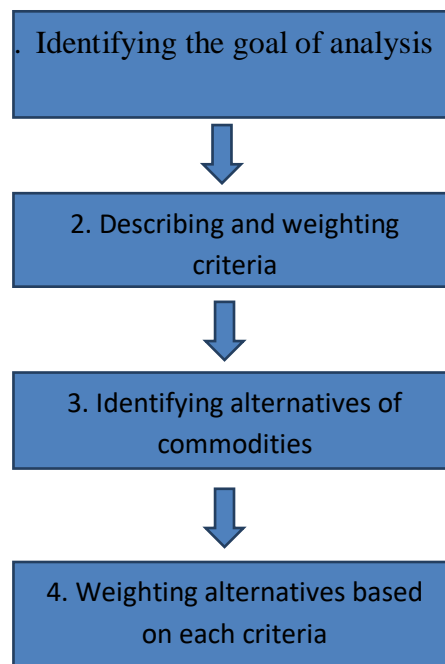 . Identifying the goal of analysis
2. Describing and weighting
criteria
3. Identifying alternatives of
commodities
4. Weighting alternatives based
on each criteria